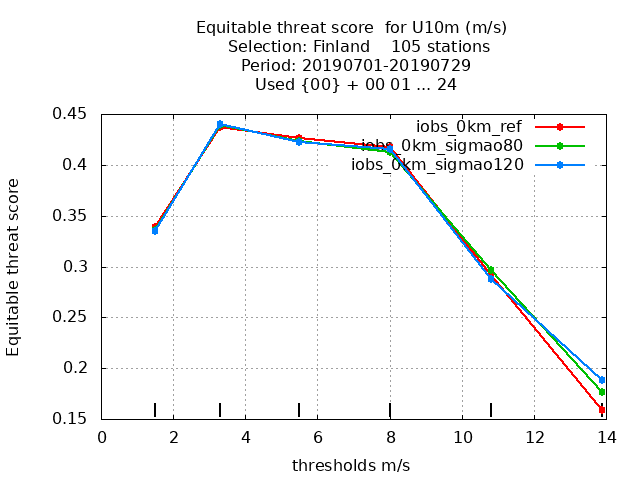 Equitable threat score  for U10m (m/s)
Selection: Finland    105 stations
Period: 20190701-20190729
Used {00} + 00 01 ... 24
Equitable threat score
0.45
0.4
0.35
0.3
0.25
0.2
0.15
iobs_0km_ref
iobs_0km_sigmao80
iobs_0km_sigmao120
0 2 4 6 8 10 12 14
thresholds m/s